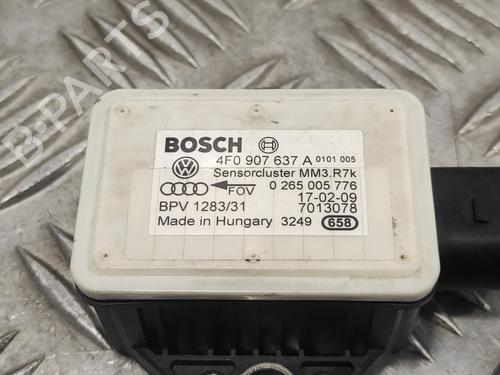 BOSCH
4F0 907 637 A 0101 005
Sensorcluster MM3.R7k
FOV 0 265 005 776
17-02-09
BPV 1283/31 7013078
Made in Hungary 3249 658
B-PARTS